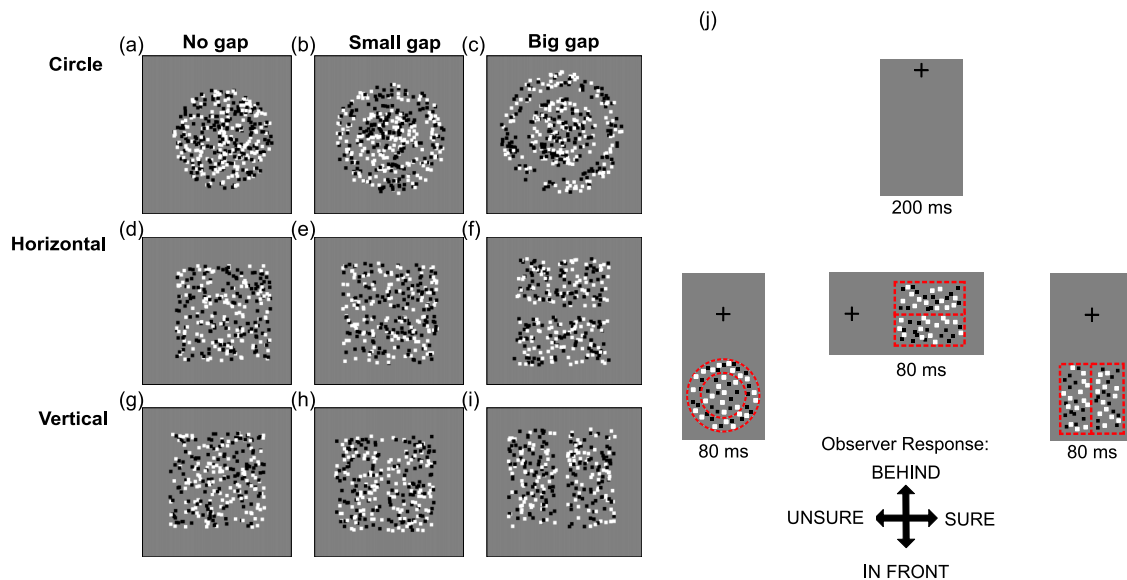 (j)
No gap
Small gap
Big gap
(a)
(b)
(c)
Circle
200 ms
(d)
(e)
(f)
Horizontal
80 ms
(g)
(h)
(i)
Vertical
80 ms
Observer Response:
80 ms
BEHIND
UNSURE
SURE
IN FRONT